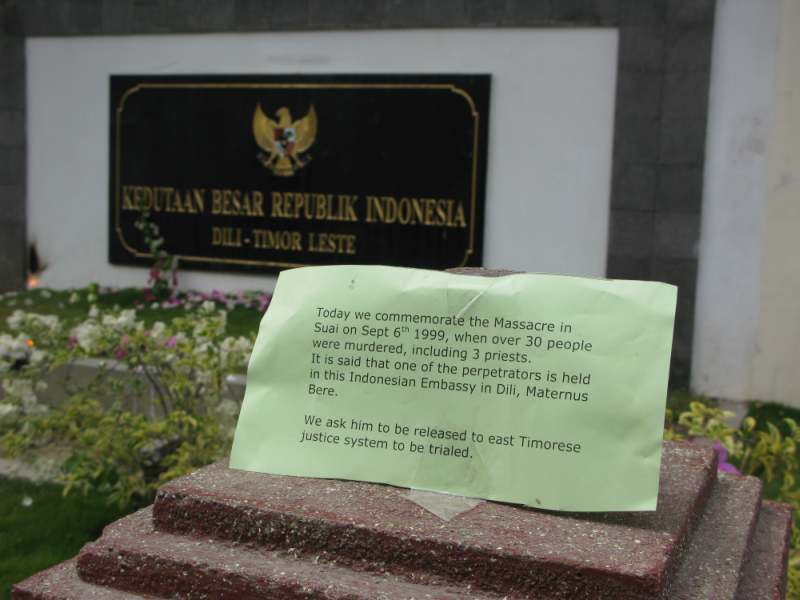 KEDUTAAN BESAR REPUBLIK INDONESIA
DILI - TIMOR LESTE
Today we commemorate the Massacre in
Suai on Sept 6th 1999, when over 30 people
were murdered, including 3 priests.
It is said that one of the perpetrators is held
in this Indonesian Embassy in Dili, Maternus
Bere.
We ask him to be released to east Timorese
justice system to be trialed.